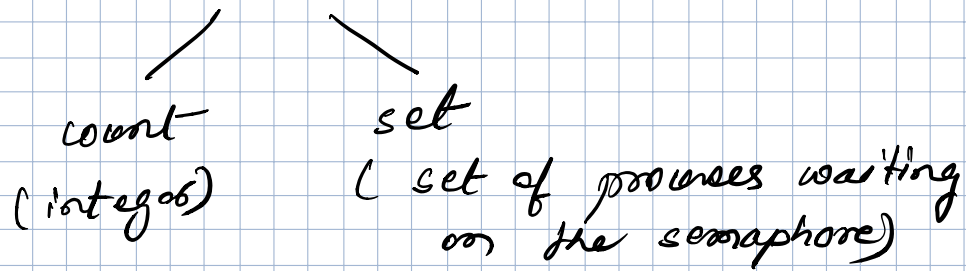 count set
(integer) ( set of processes waiting
on the semaphore)